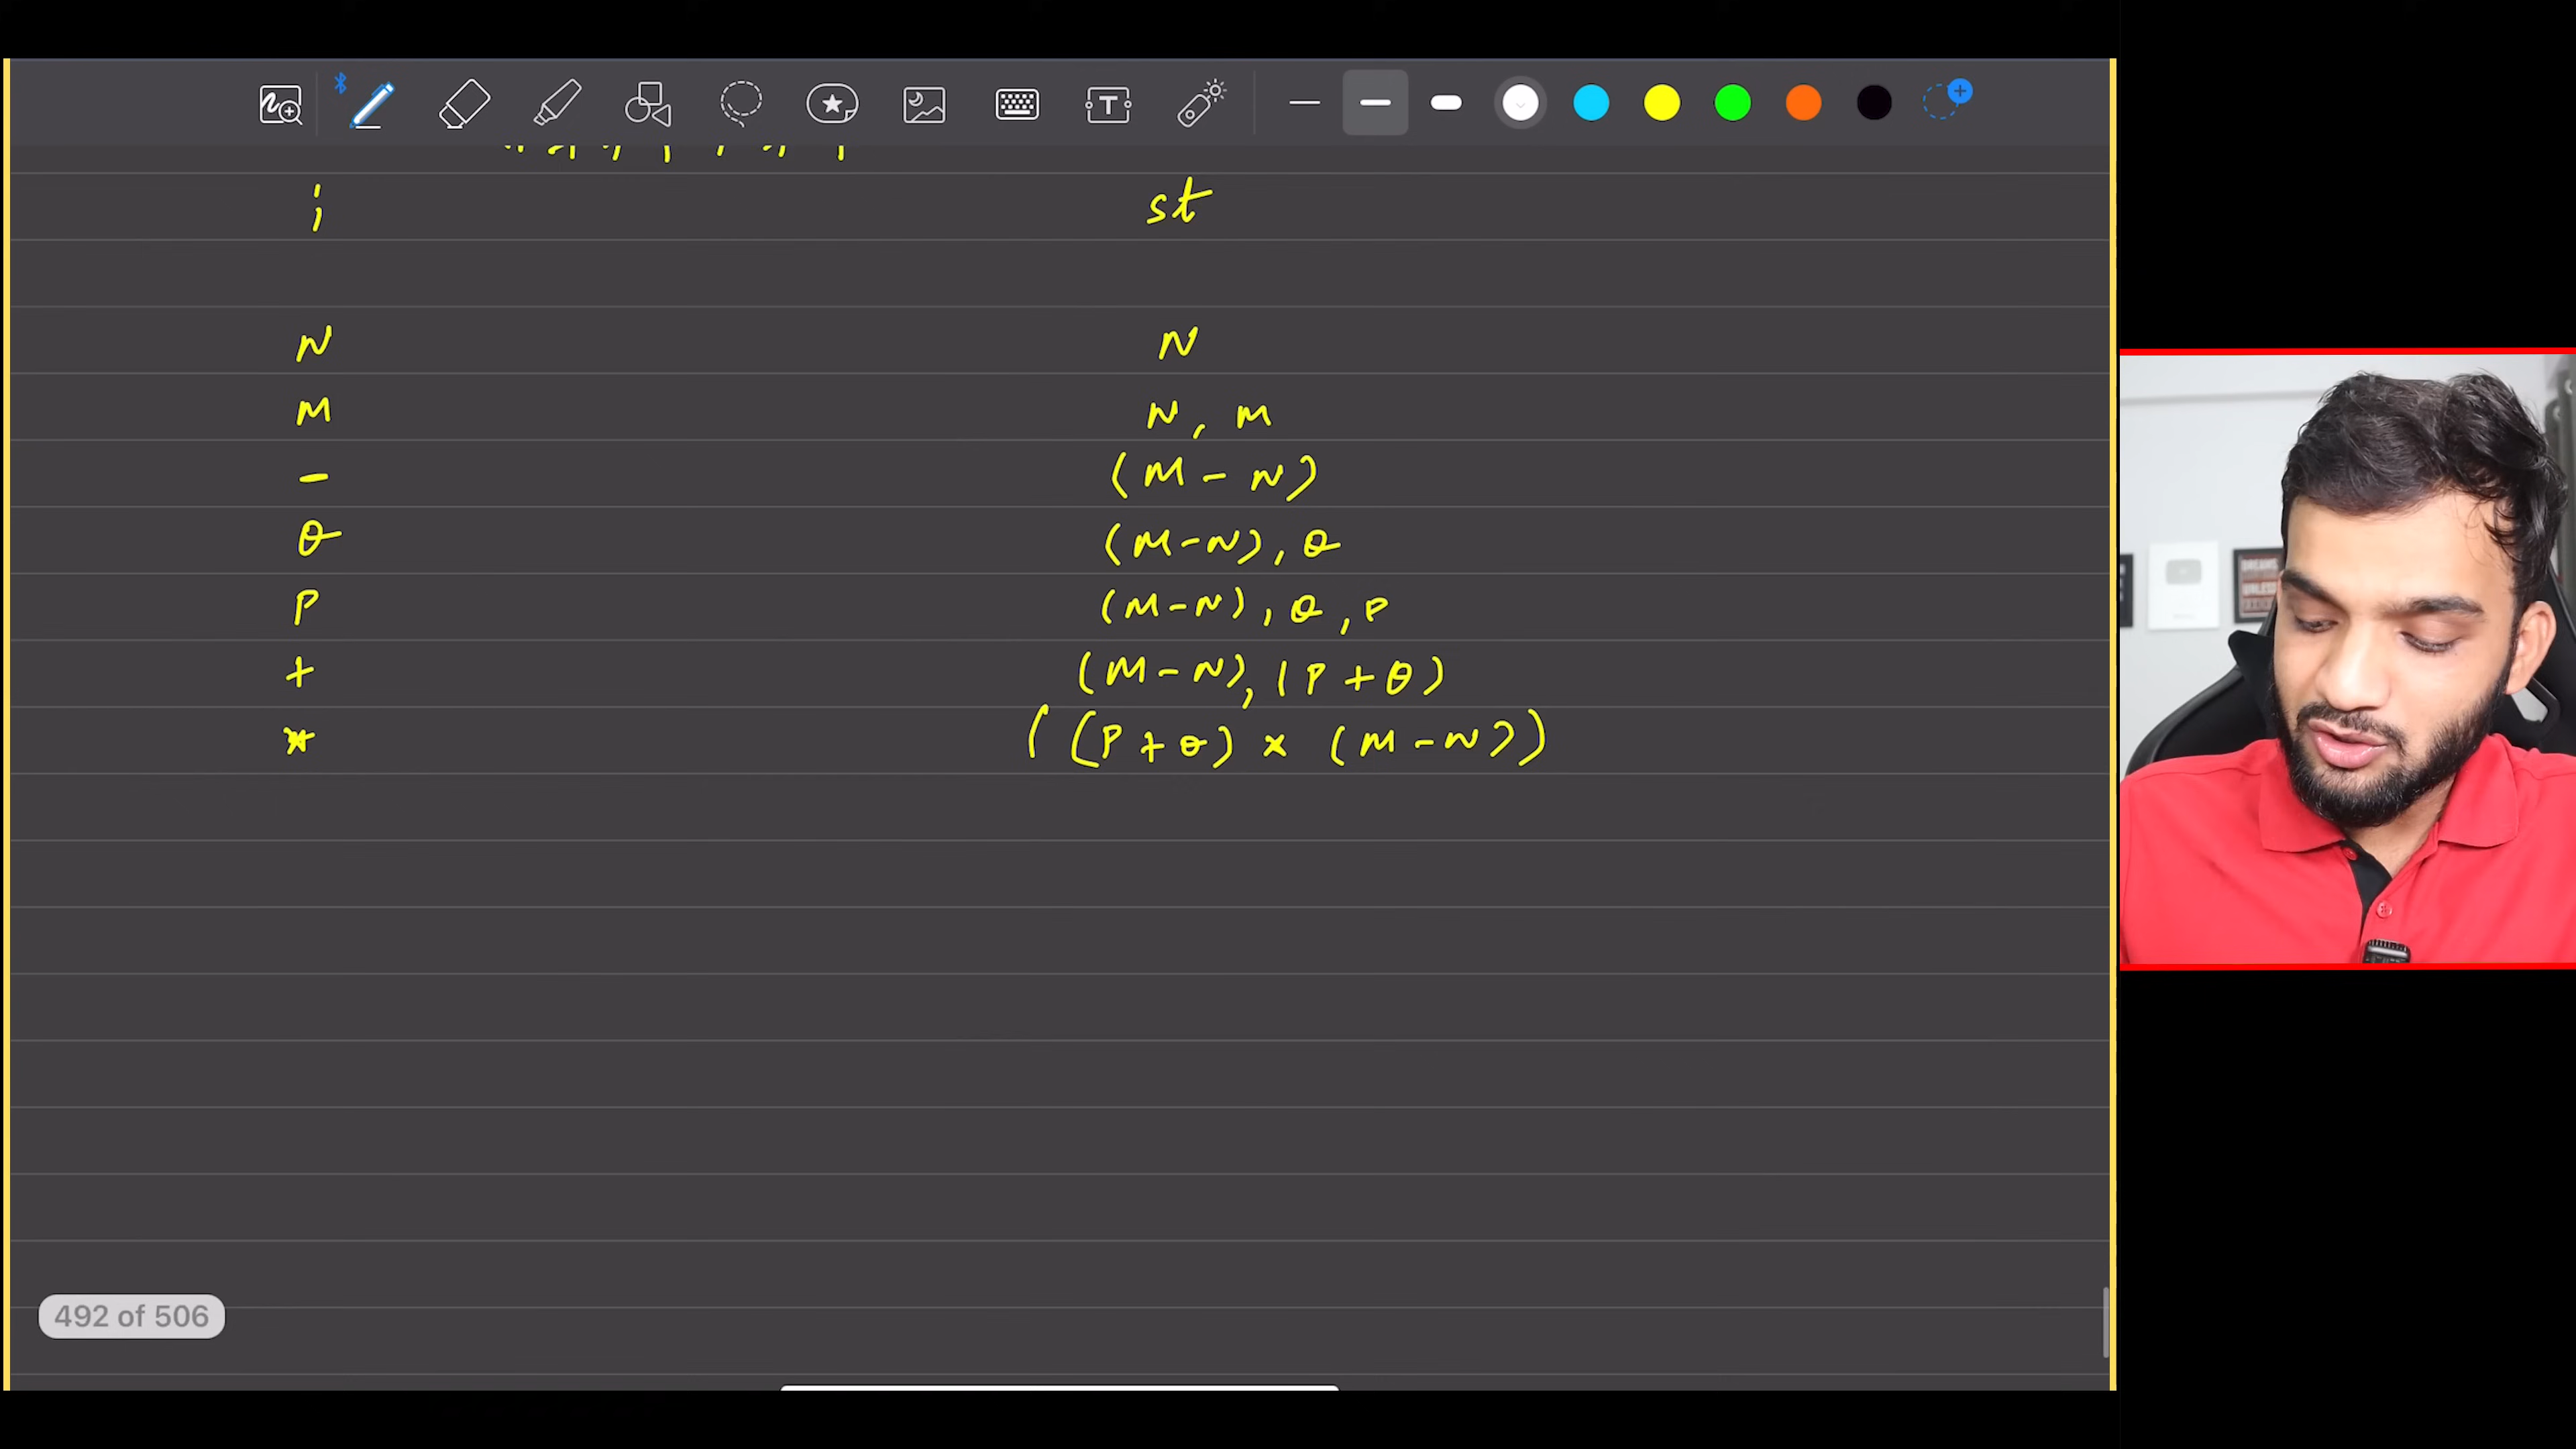 i st
N N
M N, M
- (M - N)
Q (M-N), Q
P (M-N), Q, P
+ (M-N), (P + Q)
* ((P + Q) * (M - N))
492 of 506